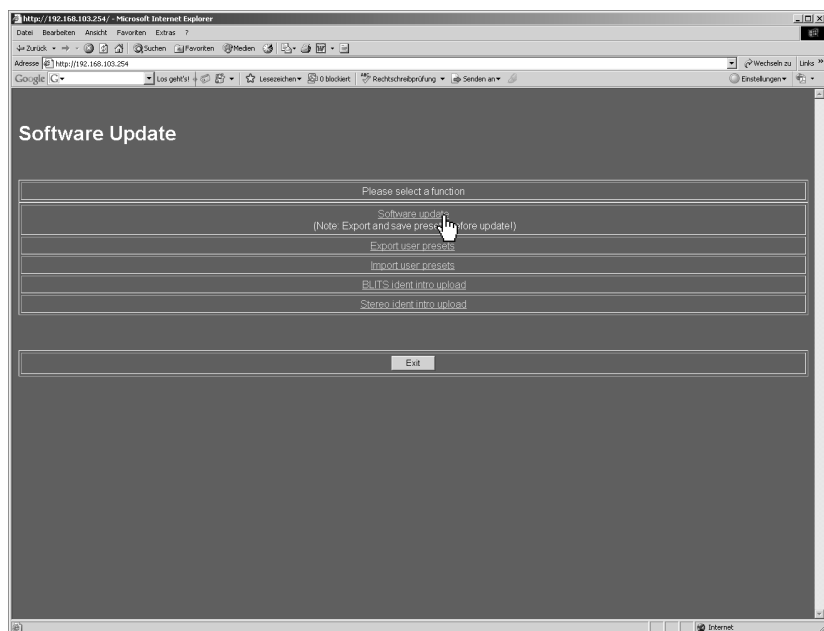 http://192.168.103.254/ - Microsoft Internet Explorer
Datei Bearbeiten Ansicht Favoriten Extras ?
Zurück Suchen Favoriten Medien
Adresse http://192.168.103.254 Wechseln zu Links »
Google G Los geht's! Lesezeichen 0 blockiert Rechtschreibprüfung Senden an Einstellungen
Software Update
Please select a function
Software update
(Note: Export and save before update!)
Export user presets
Import user presets
BLITS ident intro upload
Stereo ident intro upload
Exit
Internet